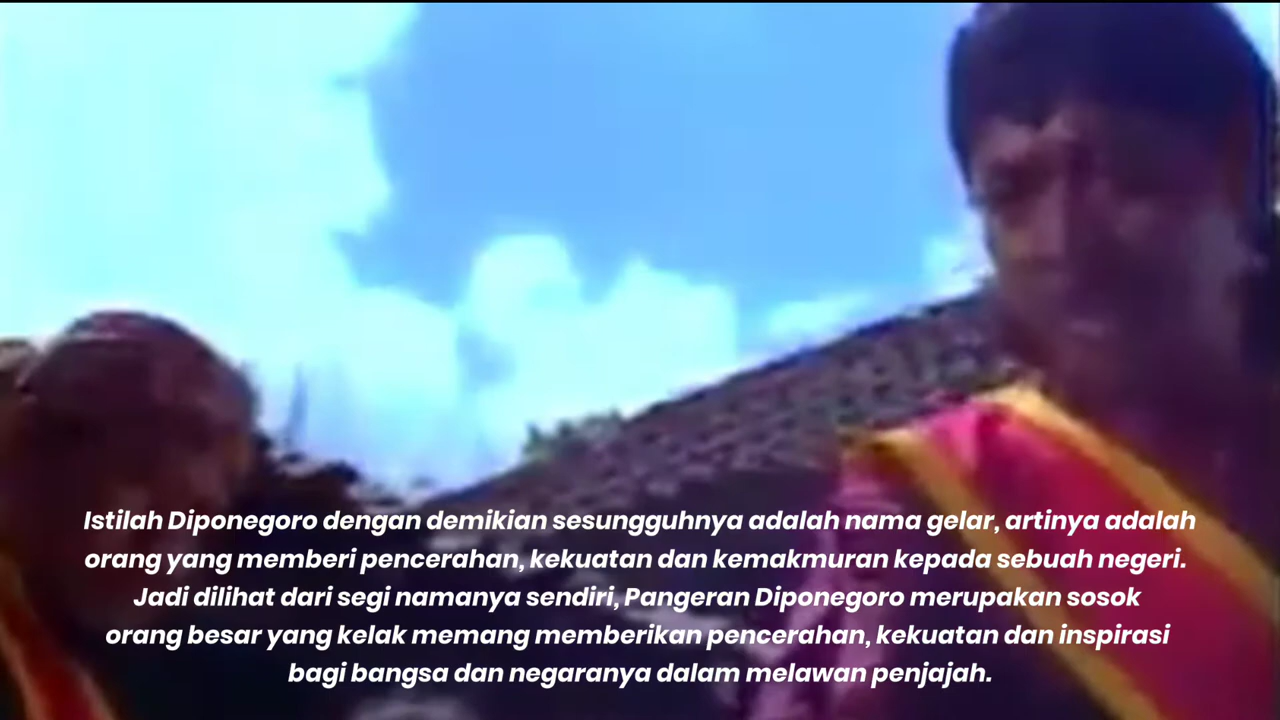 Istilah Diponegoro dengan demikian sesungguhnya adalah nama gelar, artinya adalah
orang yang memberi pencerahan, kekuatan dan kemakmuran kepada sebuah negeri.
Jadi dilihat dari segi namanya sendiri, Pangeran Diponegoro merupakan sosok
orang besar yang kelak memang memberikan pencerahan, kekuatan dan inspirasi
bagi bangsa dan negaranya dalam melawan penjajah.